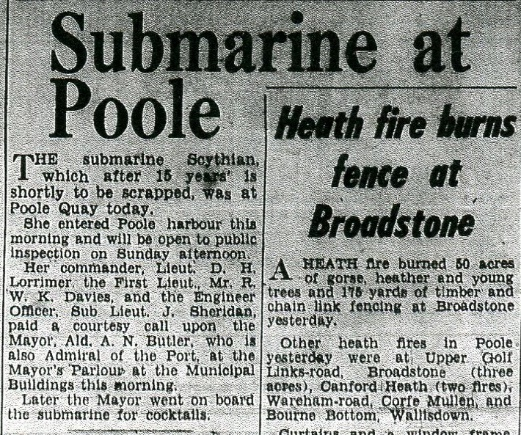 Submarine at
Poole
THE submarine Scythian,
which after 15 years' is
shortly to be scrapped, was at
Poole Quay today.
She entered Poole harbour this
morning and will be open to public
inspection on Sunday afternoon.
Her commander, Lieut. D. H.
Lorrimer, the First Lieut., Mr. R.
W. K. Davies, and the Engineer
Officer, Sub Lieut. J. Sheridan,
paid a courtesy call upon the
Mayor, Ald. A. N. Butler, who is
also Admiral of the Port, at the
Mayor's Parlour at the Municipal
Buildings this morning.
Later the Mayor went on board
the submarine for cocktails.
Heath fire burns
fence at
Broadstone
A HEATH fire burned 50 acres
of gorse, heather and young
trees and 175 yards of timber and
chain link fencing at Broadstone
yesterday.
Other heath fires in Poole
yesterday were at Upper Golf
Links-road, Broadstone (three
acres), Canford Heath (two fires),
Wareham-road, Corfe Mullen, and
Bourne Bottom, Wallisdown.
Curtains and a window frame